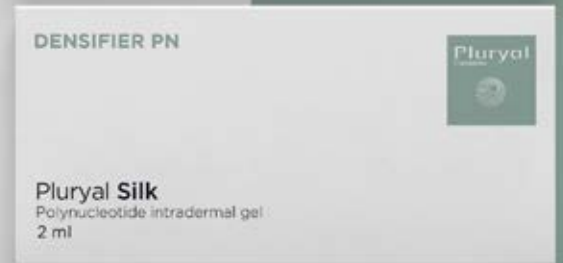 DENSIFIER PN
Pluryal
Pluryal Silk
Polynucleotide intradermal gel
2 ml